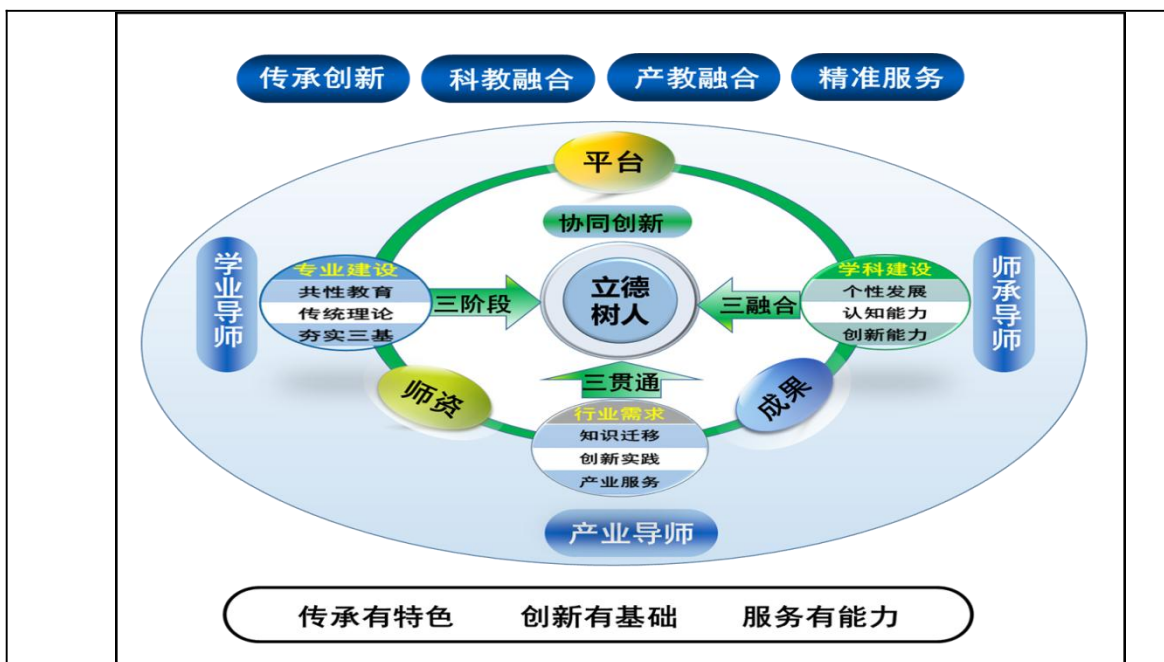 传承创新 科教融合 产教融合 精准服务
平台
协同创新
学业导师
专业建设
共性教育
传统理论
夯实三基
三阶段
立德
树人
三融合
学科建设
个性发展
认知能力
创新能力
师承导师
师资
三贯通
成果
行业需求
知识迁移
创新实践
产业服务
产业导师
传承有特色 创新有基础 服务有能力